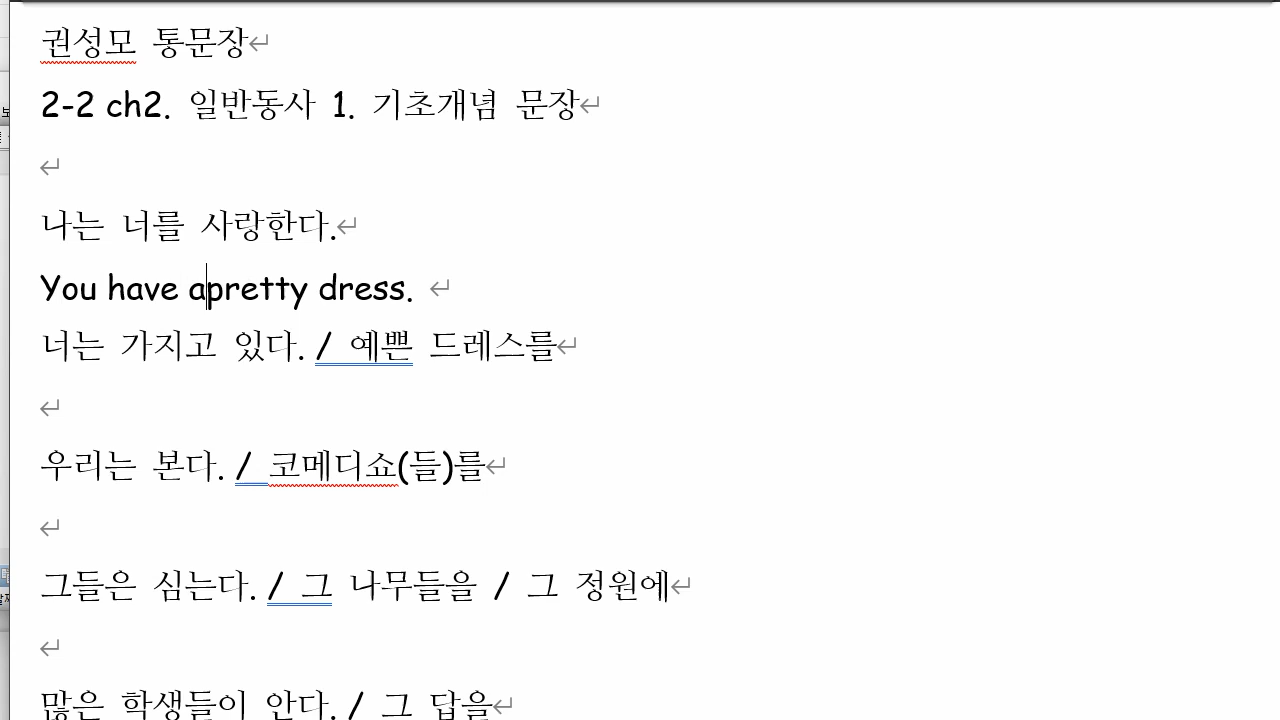 권성모 통문장
2-2 ch2. 일반동사 1. 기초개념 문장
나는 너를 사랑한다.
You have apretty dress.
너는 가지고 있다. / 예쁜 드레스를
우리는 본다. / 코메디쇼(들)를
그들은 심는다. / 그 나무들을 / 그 정원에
많은 학생들이 안다. / 그 답을